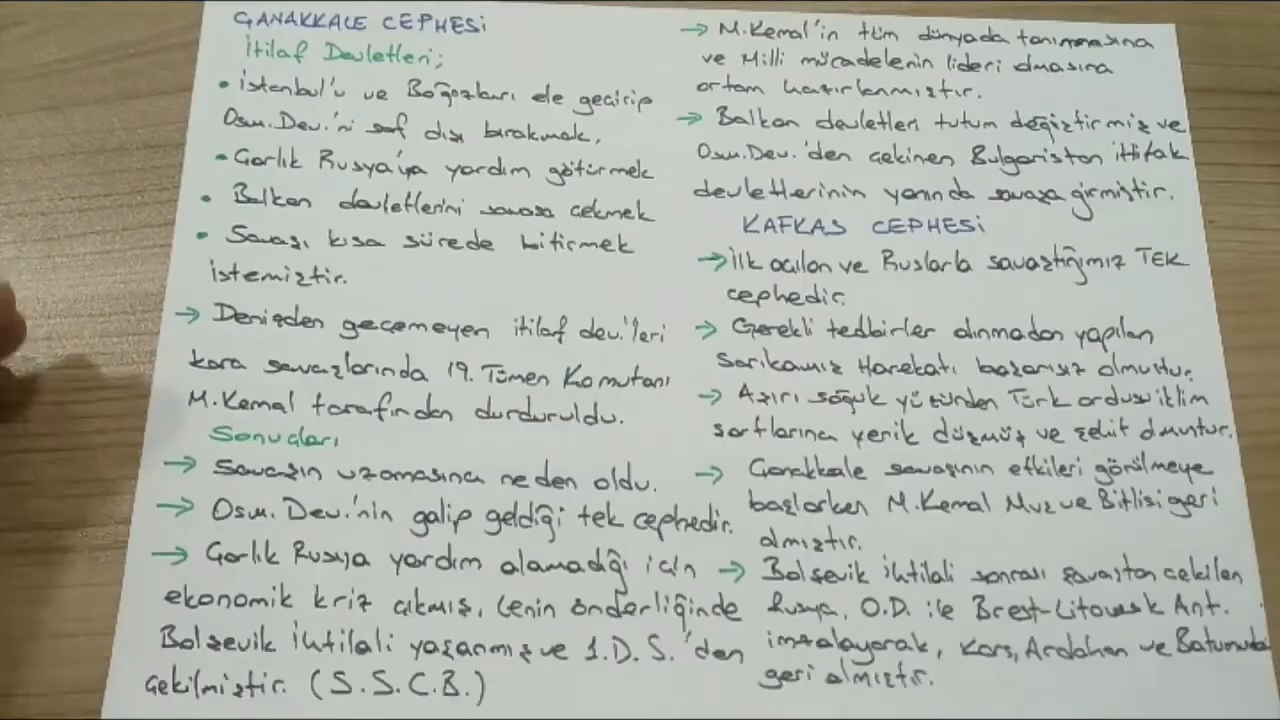 ÇANAKKALE CEPHESİ
İtilaf Devletleri;
• İstanbul'u ve Boğazları ele geçirip
Osm. Dev.'ni saf dışı bırakmak,
• Çarlık Rusya'ya yardım götürmek
• Balkan devletlerini savaşa çekmek
• Savaşı kısa sürede bitirmek
istemiştir.
→ Denizden geçemeyen itilaf dev.'leri
kara savaşlarında 19. Tümen Komutanı
M.Kemal tarafından durduruldu.
Sonuçları
→ Savaşın uzamasına neden oldu.
→ Osm. Dev.'nin galip geldiği tek cephedir.
→ Çarlık Rusya yardım alamadığı için
ekonomik kriz çıkmış, Lenin önderliğinde
Bolşevik İhtilali yaşanmış ve 1.D.S.'den
çekilmiştir. (S.S.C.B.)
→ M.Kemal'in tüm dünyada tanınmasına
ve Milli mücadelenin lideri olmasına
ortam hazırlanmıştır.
→ Balkan devletleri tutum değiştirmiş ve
Osm.Dev.'den çekinen Bulgaristan ittifak
devletlerinin yanında savaşa girmiştir.
KAFKAS CEPHESİ
→ İlk açılan ve Ruslarla savaştığımız TEK
cephedir.
→ Gerekli tedbirler alınmadan yapılan
Sarıkamış Harekatı başarısız olmuştur.
→ Aşırı soğuk yüzünden Türk ordusu iklim
şartlarına yenik düşmüş ve şehit olmuştur.
→ Çanakkale savaşının etkileri görülmeye
başlarken M.Kemal Muş ve Bitlisi geri
almıştır.
→ Bolşevik ihtilali sonrası savaştan çekilen
Rusya, O.D. ile Brest-Litowsk Ant.
imzalayarak, Kars, Ardahan ve Batumu
geri almıştır.